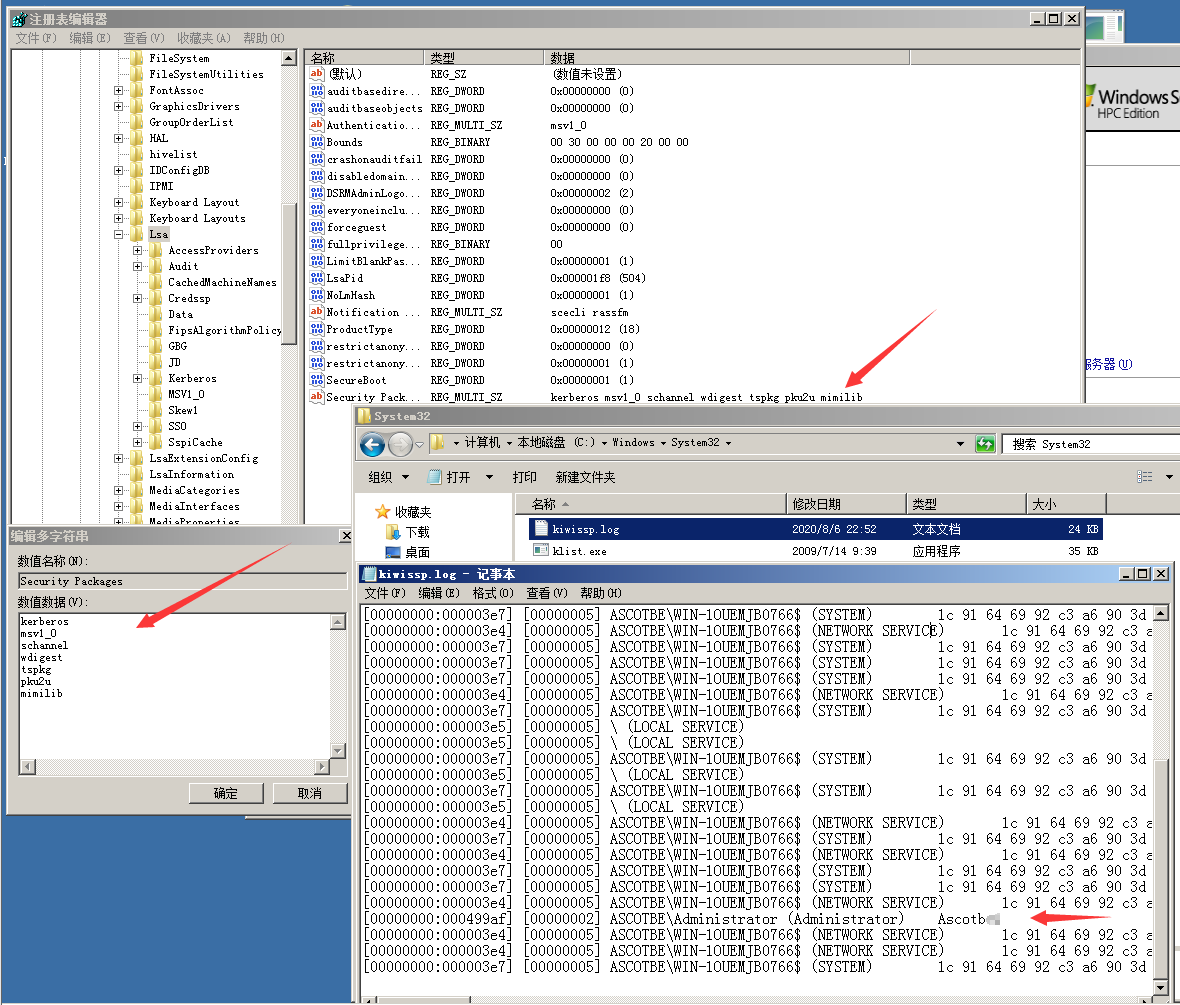 注册表编辑器
文件(F) 编辑(E) 查看(V) 收藏夹(A) 帮助(H)
FileSystem
FileSystemUtilities
FontAssoc
GraphicsDrivers
GroupOrderList
HAL
hivelist
IDConfigDB
IPMI
Keyboard Layout
Keyboard Layouts
Lsa
AccessProviders
Audit
CachedMachineNames
Credssp
Data
FipsAlgorithmPolicy
GBG
JD
Kerberos
MSV1_0
Skew1
SSO
SspiCache
LsaExtensionConfig
LsaInformation
MediaCategories
MediaInterfaces
MediaProperties
名称 类型 数据
(默认) REG_SZ (数值未设置)
auditbasedire... REG_DWORD 0x00000000 (0)
auditbaseobjects REG_DWORD 0x00000000 (0)
Authenticatio... REG_MULTI_SZ msv1_0
Bounds REG_BINARY 00 30 00 00 00 20 00 00
crashonauditfail REG_DWORD 0x00000000 (0)
disabledomain... REG_DWORD 0x00000000 (0)
DSRMAdminLogo... REG_DWORD 0x00000002 (2)
everyoneinclu... REG_DWORD 0x00000000 (0)
forceguest REG_DWORD 0x00000000 (0)
fullprivilege... REG_BINARY 00
LimitBlankPas... REG_DWORD 0x00000001 (1)
LsaPid REG_DWORD 0x000001f8 (504)
NoLmHash REG_DWORD 0x00000001 (1)
Notification ... REG_MULTI_SZ scecli rassfm
ProductType REG_DWORD 0x00000012 (18)
restrictanony... REG_DWORD 0x00000000 (0)
restrictanony... REG_DWORD 0x00000001 (1)
SecureBoot REG_DWORD 0x00000001 (1)
Security Pack... REG_MULTI_SZ kerberos msv1_0 schannel wdigest tspkg pku2u mimilib
Windows S
HPC Edition
服务器(U)
System32
计算机 本地磁盘 (C:) Windows System32
搜索 System32
组织 打开 打印 新建文件夹
收藏夹
下载
桌面
名称 修改日期 类型 大小
kiwissp.log 2020/8/6 22:52 文本文档 24 KB
klist.exe 2009/7/14 9:39 应用程序 35 KB
编辑多字符串
数值名称(N):
Security Packages
数值数据(V):
kerberos
msv1_0
schannel
wdigest
tspkg
pku2u
mimilib
确定 取消
kiwissp.log - 记事本
文件(F) 编辑(E) 格式(O) 查看(V) 帮助(H)
[00000000:000003e7] [00000005] ASCOTBE\WIN-10UEMJB0766$ (SYSTEM) 1c 91 64 69 92 c3 a6 90 3d
[00000000:000003e4] [00000005] ASCOTBE\WIN-10UEMJB0766$ (NETWORK SERVICE) 1c 91 64 69 92 c3 a
[00000000:000003e7] [00000005] ASCOTBE\WIN-10UEMJB0766$ (SYSTEM) 1c 91 64 69 92 c3 a6 90 3d
[00000000:000003e7] [00000005] ASCOTBE\WIN-10UEMJB0766$ (SYSTEM) 1c 91 64 69 92 c3 a6 90 3d
[00000000:000003e7] [00000005] ASCOTBE\WIN-10UEMJB0766$ (SYSTEM) 1c 91 64 69 92 c3 a6 90 3d
[00000000:000003e4] [00000005] ASCOTBE\WIN-10UEMJB0766$ (NETWORK SERVICE) 1c 91 64 69 92 c3 a
[00000000:000003e7] [00000005] ASCOTBE\WIN-10UEMJB0766$ (SYSTEM) 1c 91 64 69 92 c3 a6 90 3d
[00000000:000003e5] [00000005] \ (LOCAL SERVICE)
[00000000:000003e5] [00000005] \ (LOCAL SERVICE)
[00000000:000003e7] [00000005] ASCOTBE\WIN-10UEMJB0766$ (SYSTEM) 1c 91 64 69 92 c3 a6 90 3d
[00000000:000003e5] [00000005] \ (LOCAL SERVICE)
[00000000:000003e7] [00000005] ASCOTBE\WIN-10UEMJB0766$ (SYSTEM) 1c 91 64 69 92 c3 a6 90 3d
[00000000:000003e5] [00000005] \ (LOCAL SERVICE)
[00000000:000003e4] [00000005] ASCOTBE\WIN-10UEMJB0766$ (NETWORK SERVICE) 1c 91 64 69 92 c3 a
[00000000:000003e7] [00000005] ASCOTBE\WIN-10UEMJB0766$ (SYSTEM) 1c 91 64 69 92 c3 a6 90 3d
[00000000:000003e4] [00000005] ASCOTBE\WIN-10UEMJB0766$ (NETWORK SERVICE) 1c 91 64 69 92 c3 a
[00000000:000003e7] [00000005] ASCOTBE\WIN-10UEMJB0766$ (SYSTEM) 1c 91 64 69 92 c3 a6 90 3d
[00000000:000003e7] [00000005] ASCOTBE\WIN-10UEMJB0766$ (SYSTEM) 1c 91 64 69 92 c3 a6 90 3d
[00000000:000003e4] [00000005] ASCOTBE\WIN-10UEMJB0766$ (NETWORK SERVICE) 1c 91 64 69 92 c3 a
[00000000:000499af] [00000002] ASCOTBE\Administrator (Administrator) Ascotb
[00000000:000003e4] [00000005] ASCOTBE\WIN-10UEMJB0766$ (NETWORK SERVICE) 1c 91 64 69 92 c3 a
[00000000:000003e4] [00000005] ASCOTBE\WIN-10UEMJB0766$ (NETWORK SERVICE) 1c 91 64 69 92 c3 a
[00000000:000003e7] [00000005] ASCOTBE\WIN-10UEMJB0766$ (SYSTEM) 1c 91 64 69 92 c3 a6 90 3d